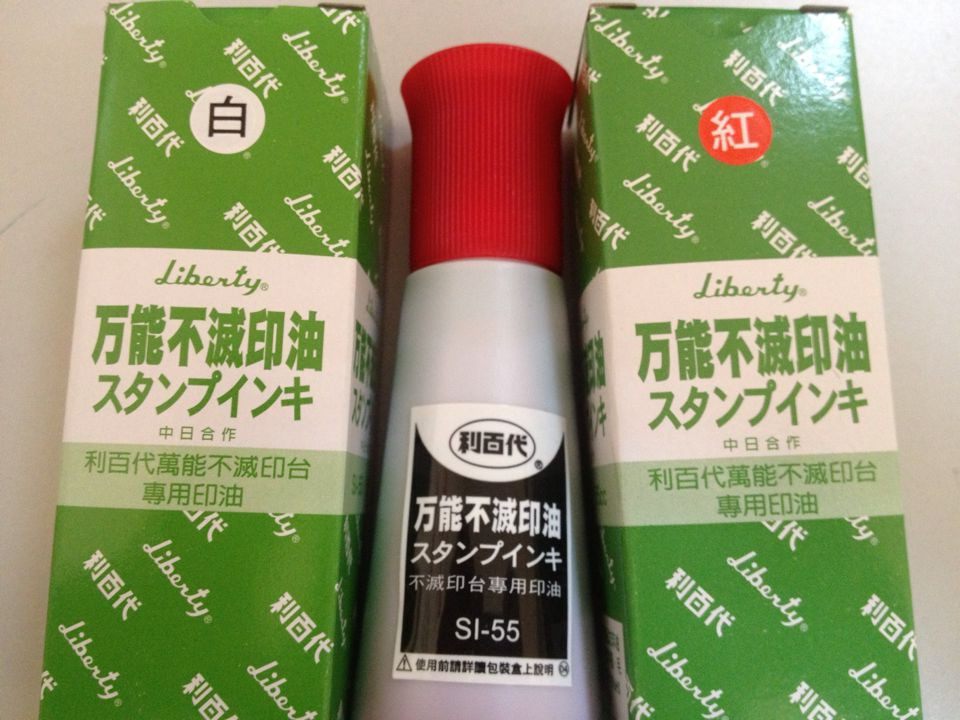 白
Liberty®
万能不滅印油
スタンプインキ
中日合作
利百代萬能不滅印台
專用印油
利百代®
万能不滅印油
スタンプインキ
不滅印台專用印油
SI-55
⚠使用前請詳讀包裝盒上說明
紅
Liberty®
万能不滅印油
スタンプインキ
中日合作
利百代萬能不滅印台
專用印油
Liberty®
利百代